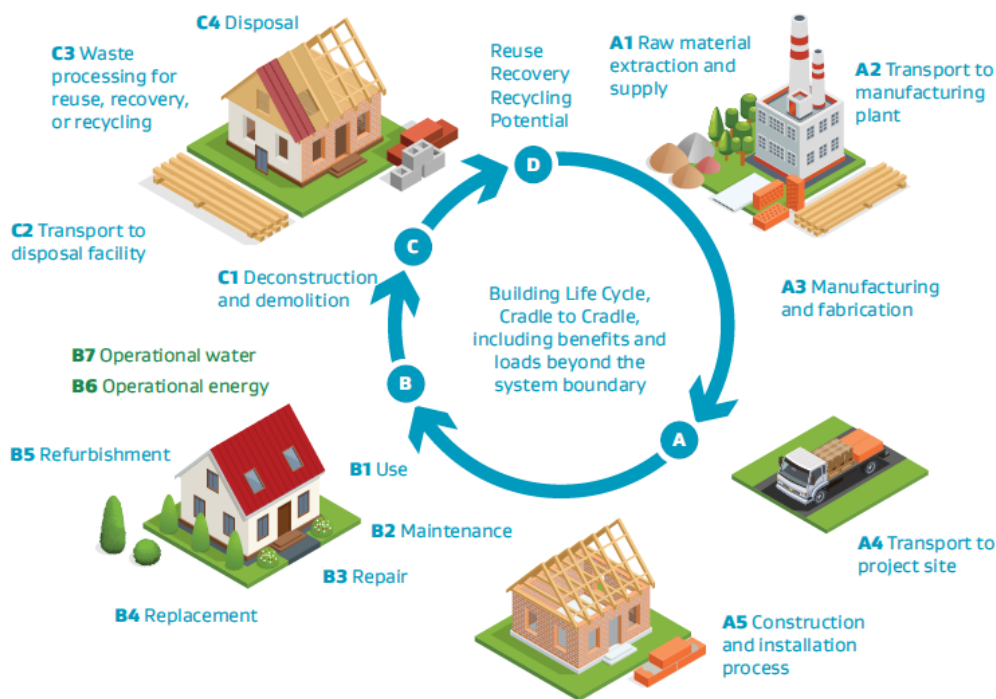 C4 Disposal
C3 Waste
processing for
reuse, recovery,
or recycling
Reuse
Recovery
Recycling
Potential
A1 Raw material
extraction and
supply
A2 Transport to
manufacturing
plant
D
C
C2 Transport to
disposal facility
C1 Deconstruction
and demolition
Building Life Cycle,
Cradle to Cradle,
including benefits and
loads beyond the
system boundary
A3 Manufacturing
and fabrication
B7 Operational water
B6 Operational energy
B
A
B5 Refurbishment
B1 Use
B2 Maintenance
B3 Repair
B4 Replacement
A4 Transport to
project site
A5 Construction
and installation
process